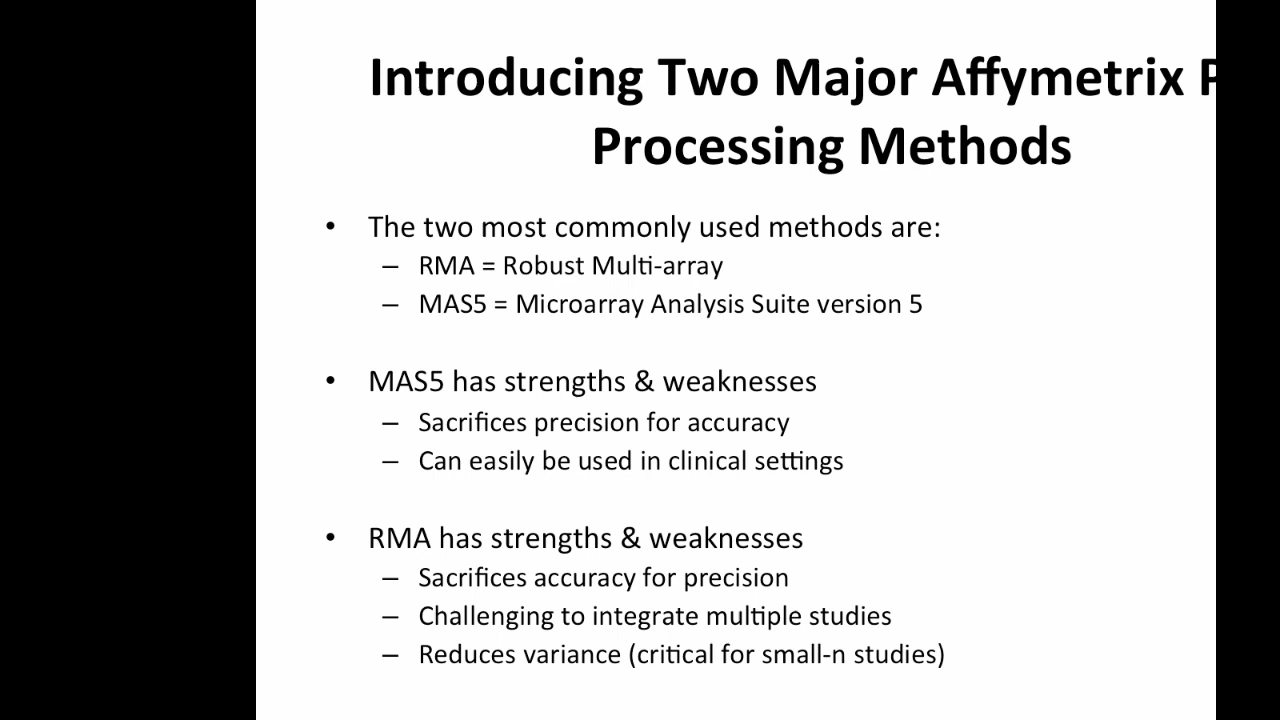 Introducing Two Major Affymetrix P
Processing Methods
• The two most commonly used methods are:
– RMA = Robust Multi-array
– MAS5 = Microarray Analysis Suite version 5
• MAS5 has strengths & weaknesses
– Sacrifices precision for accuracy
– Can easily be used in clinical settings
• RMA has strengths & weaknesses
– Sacrifices accuracy for precision
– Challenging to integrate multiple studies
– Reduces variance (critical for small-n studies)